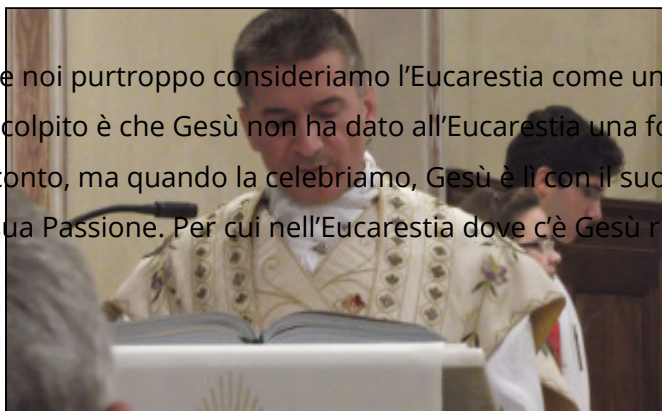 e noi purtroppo consideriamo l’Eucarestia come un
colpito è che Gesù non ha dato all’Eucarestia una fo
conto, ma quando la celebriamo, Gesù è lì con il suo
ua Passione. Per cui nell’Eucarestia dove c’è Gesù r